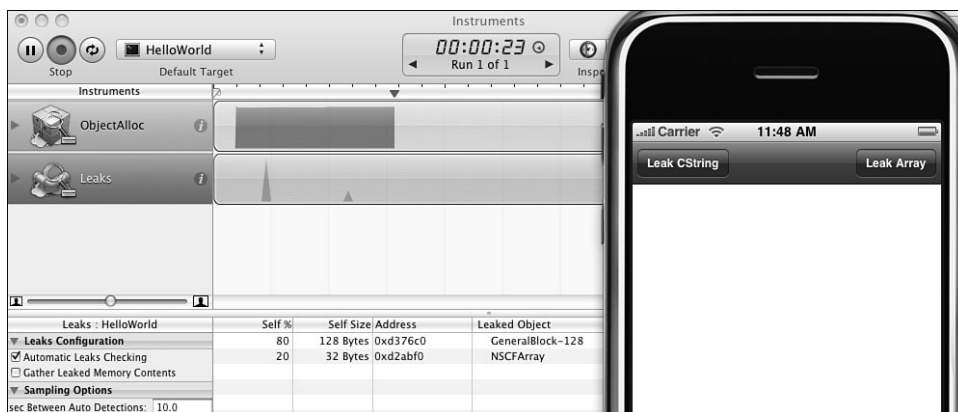 Instruments
HelloWorld
Stop
Default Target
00:00:23
Run 1 of 1
Instruments
ObjectAlloc
Leaks
Leaks : HelloWorld
Self %
Self Size
Address
Leaked Object
Leaks Configuration
80
128 Bytes
0xd376c0
GeneralBlock-128
Automatic Leaks Checking
20
32 Bytes
0xd2abf0
NSCFArray
Gather Leaked Memory Contents
Sampling Options
sec Between Auto Detections: 10.0
Carrier
11:48 AM
Leak CString
Leak Array